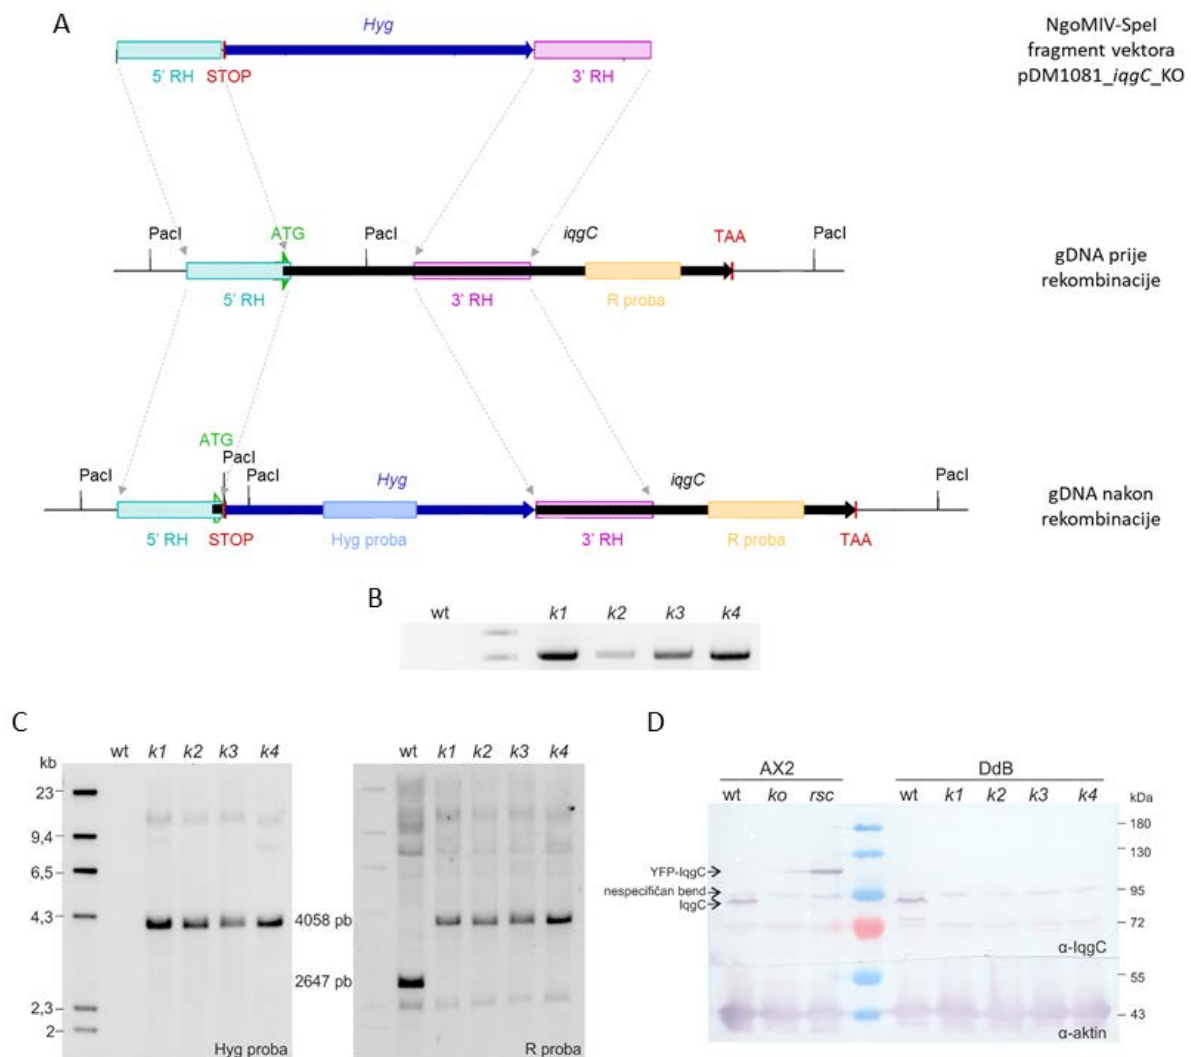 A
Hyg
NgoMIV-SpeI
fragment vektora
pDM1081_iqgC_KO
5' RH STOP 3' RH
PacI ATG PacI iqgC TAA PacI
gDNA prije
rekombinacije
5' RH 3' RH R proba
ATG
PacI PacI PacI Hyg iqgC PacI
gDNA nakon
rekombinacije
5' RH STOP Hyg proba 3' RH R proba TAA
B
wt k1 k2 k3 k4
C
kb wt k1 k2 k3 k4
23
9,4
6,5
4,3
2,3
2
Hyg proba
4058 pb
2647 pb
wt k1 k2 k3 k4
R proba
D
AX2 DdB
wt ko rsc wt k1 k2 k3 k4 kDa
YFP-IqgC
nespecifičan bend
IqgC
180
130
95
72
55
43
α-IqgC
α-aktin